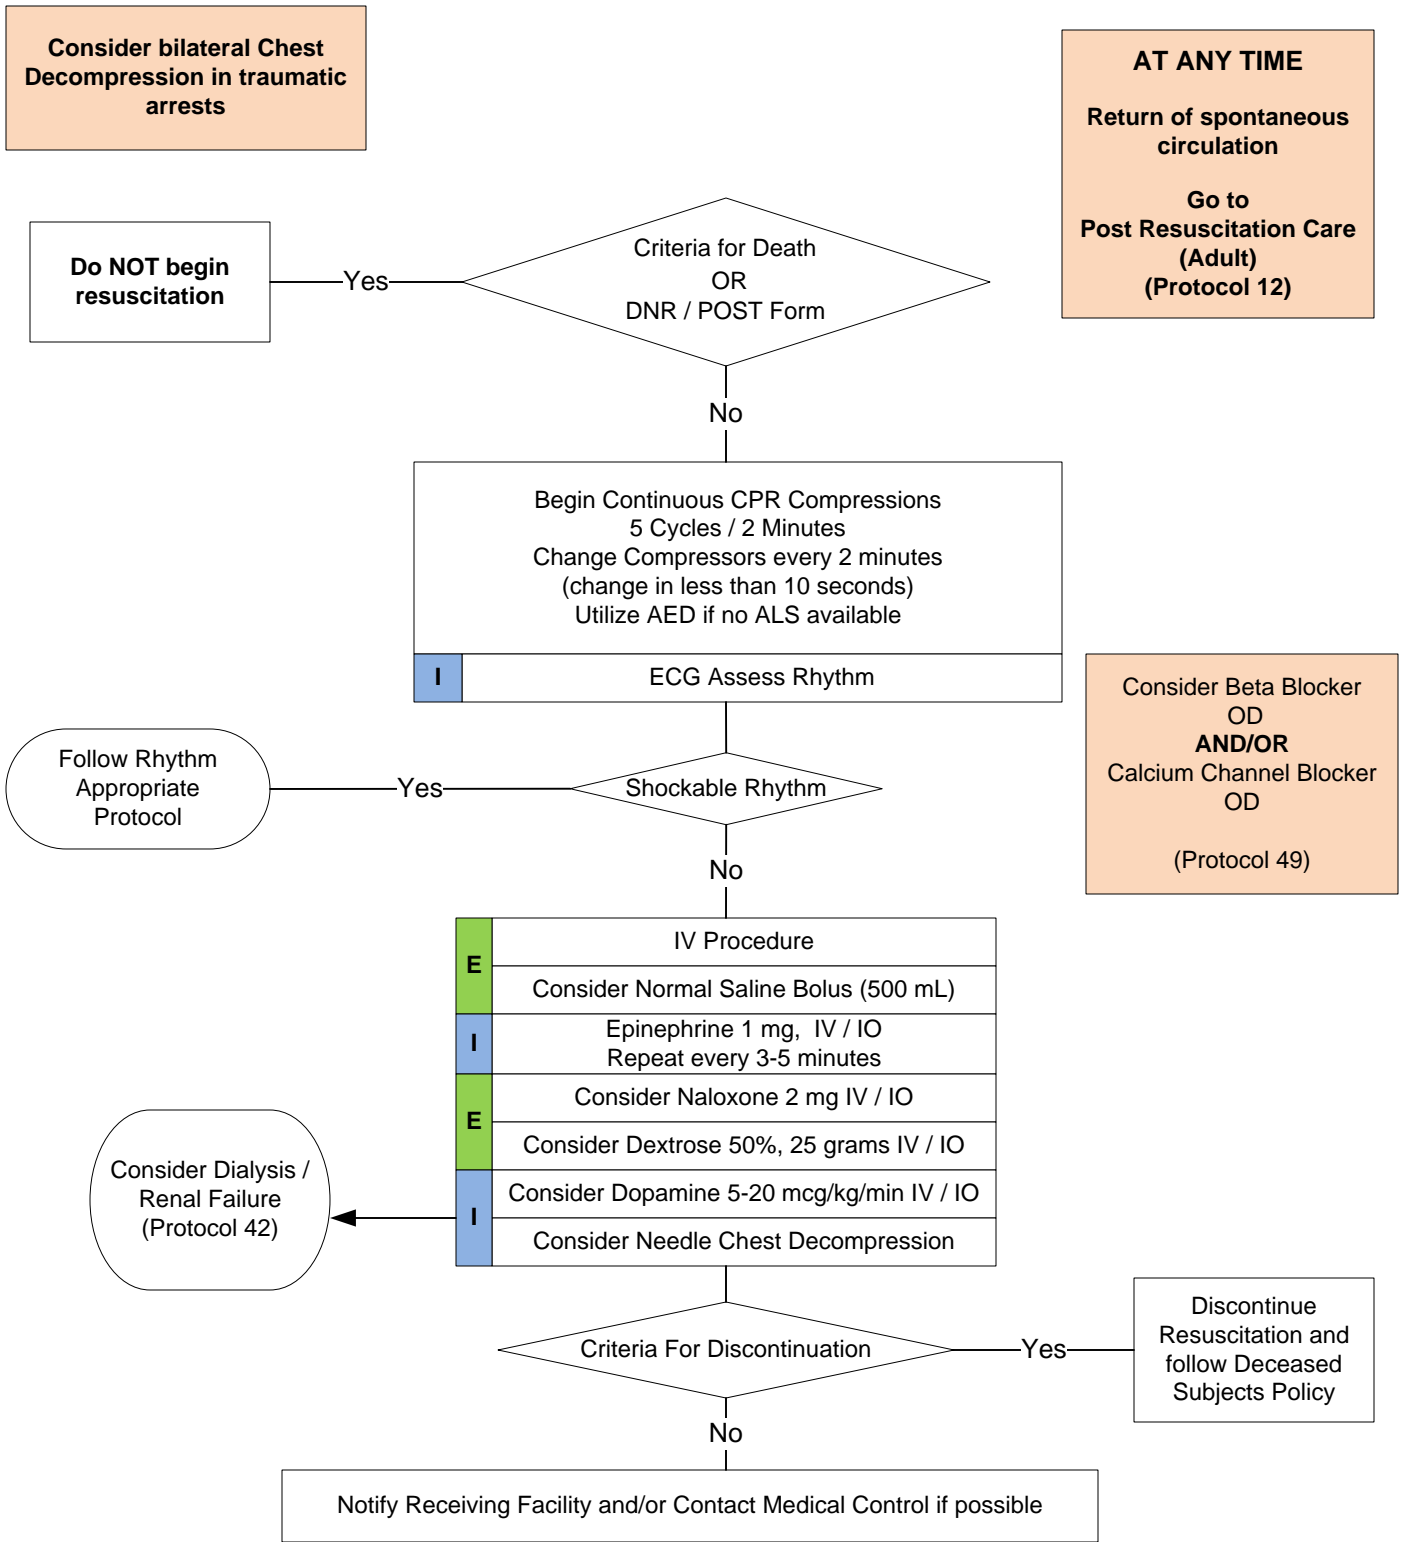 Consider bilateral Chest
Decompression in traumatic
arrests
AT ANY TIME
Return of spontaneous
circulation
Go to
Post Resuscitation Care
(Adult)
(Protocol 12)
Do NOT begin
resuscitation
Yes
Criteria for Death
OR
DNR / POST Form
No
Begin Continuous CPR Compressions
5 Cycles / 2 Minutes
Change Compressors every 2 minutes
(change in less than 10 seconds)
Utilize AED if no ALS available
I
ECG Assess Rhythm
Consider Beta Blocker
OD
AND/OR
Calcium Channel Blocker
OD
(Protocol 49)
Follow Rhythm
Appropriate
Protocol
Yes
Shockable Rhythm
No
E
IV Procedure
Consider Normal Saline Bolus (500 mL)
I
Epinephrine 1 mg,  IV / IO
Repeat every 3-5 minutes
E
Consider Naloxone 2 mg IV / IO
Consider Dextrose 50%, 25 grams IV / IO
I
Consider Dopamine 5-20 mcg/kg/min IV / IO
Consider Needle Chest Decompression
Consider Dialysis /
Renal Failure
(Protocol 42)
Criteria For Discontinuation
Yes
Discontinue
Resuscitation and
follow Deceased
Subjects Policy
No
Notify Receiving Facility and/or Contact Medical Control if possible